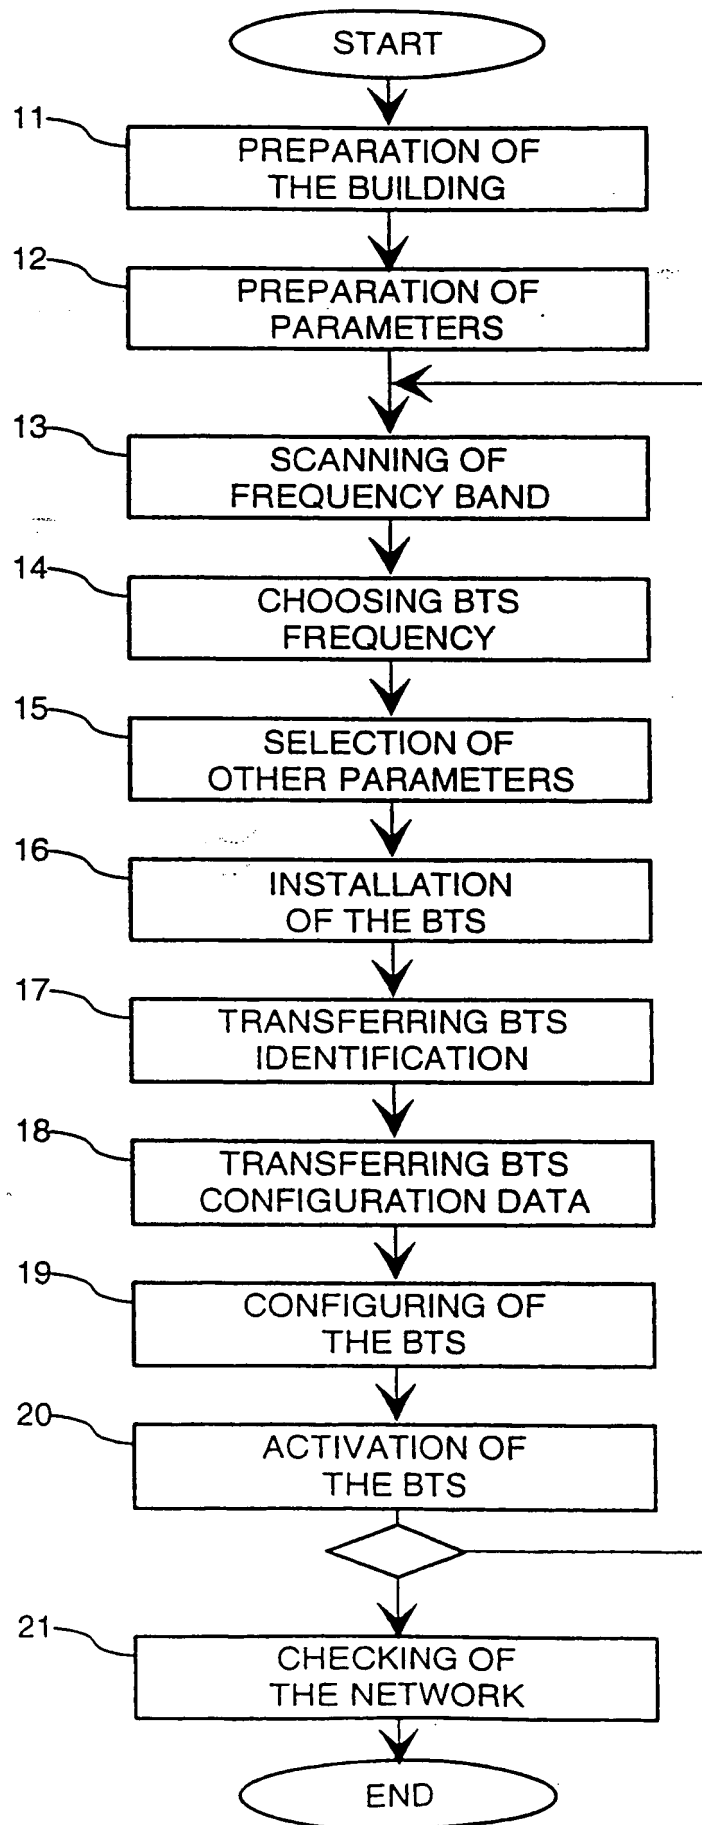 START
11
PREPARATION OF
THE BUILDING
12
PREPARATION OF
PARAMETERS
13
SCANNING OF
FREQUENCY BAND
14
CHOOSING BTS
FREQUENCY
15
SELECTION OF
OTHER PARAMETERS
16
INSTALLATION
OF THE BTS
17
TRANSFERRING BTS
IDENTIFICATION
18
TRANSFERRING BTS
CONFIGURATION DATA
19
CONFIGURING OF
THE BTS
20
ACTIVATION OF
THE BTS
21
CHECKING OF
THE NETWORK
END